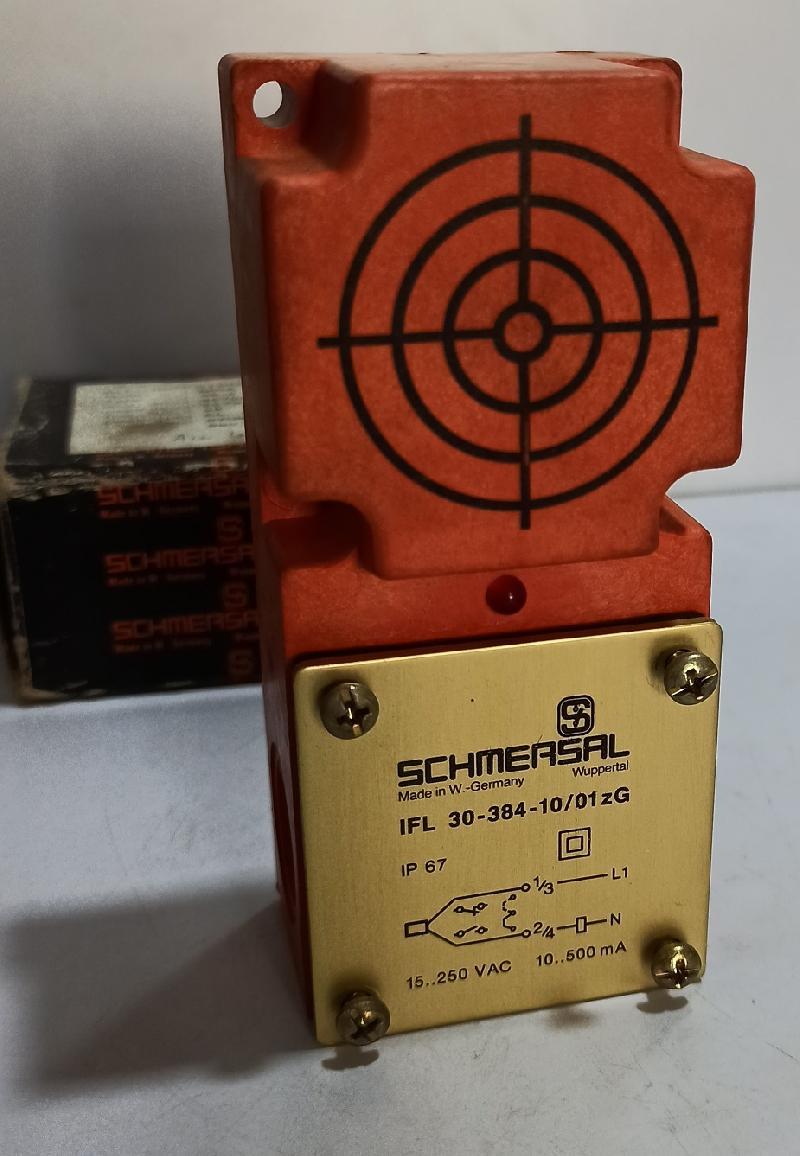 SCHMERSAL
Made in W.-Germany
SCHMERSAL
Made in W.-Germany
SCHMERSAL
Made in W.-Germany
S
SCHMERSAL
Made in W.-Germany Wuppertal
IFL 30-384-10/01zG
IP 67
1/3 L1
2/4 N
15..250 VAC 10..500 mA